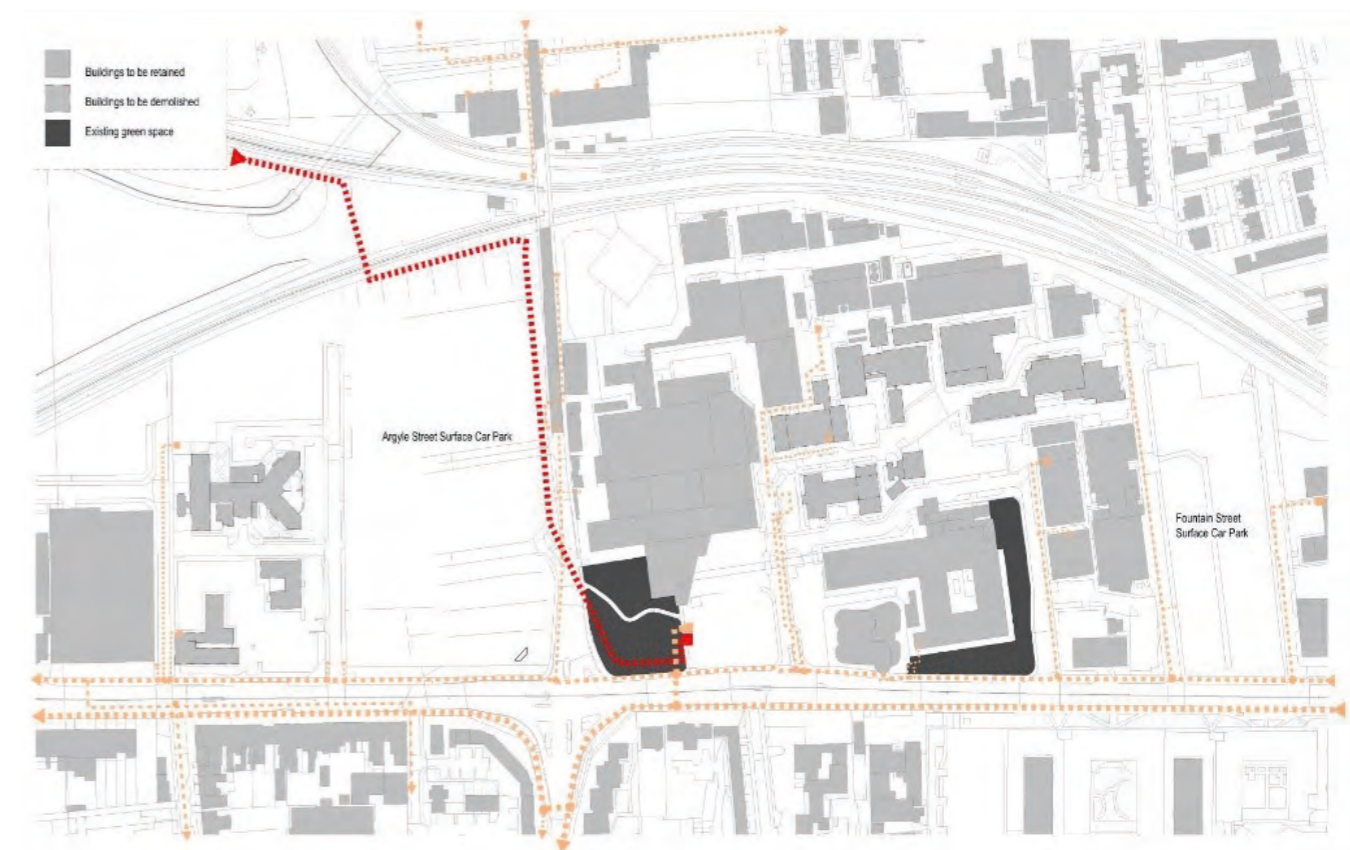 Buildings to be retained
Buildings to be demolished
Existing green space
Argyle Street Surface Car Park
Fountain Street
Surface Car Park